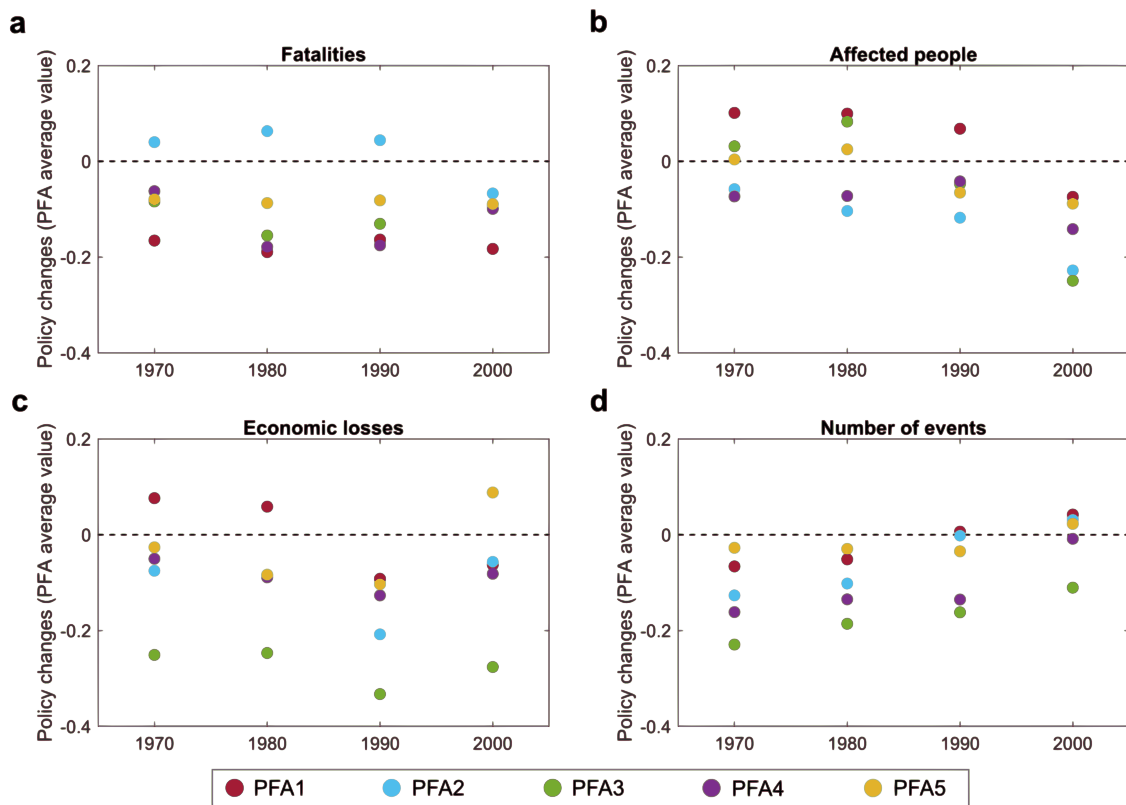 a
Fatalities
Policy changes (PFA average value)
0.2
0
-0.2
-0.4
1970 1980 1990 2000
b
Affected people
Policy changes (PFA average value)
0.2
0
-0.2
-0.4
1970 1980 1990 2000
c
Economic losses
Policy changes (PFA average value)
0.2
0
-0.2
-0.4
1970 1980 1990 2000
d
Number of events
Policy changes (PFA average value)
0.2
0
-0.2
-0.4
1970 1980 1990 2000
PFA1 PFA2 PFA3 PFA4 PFA5